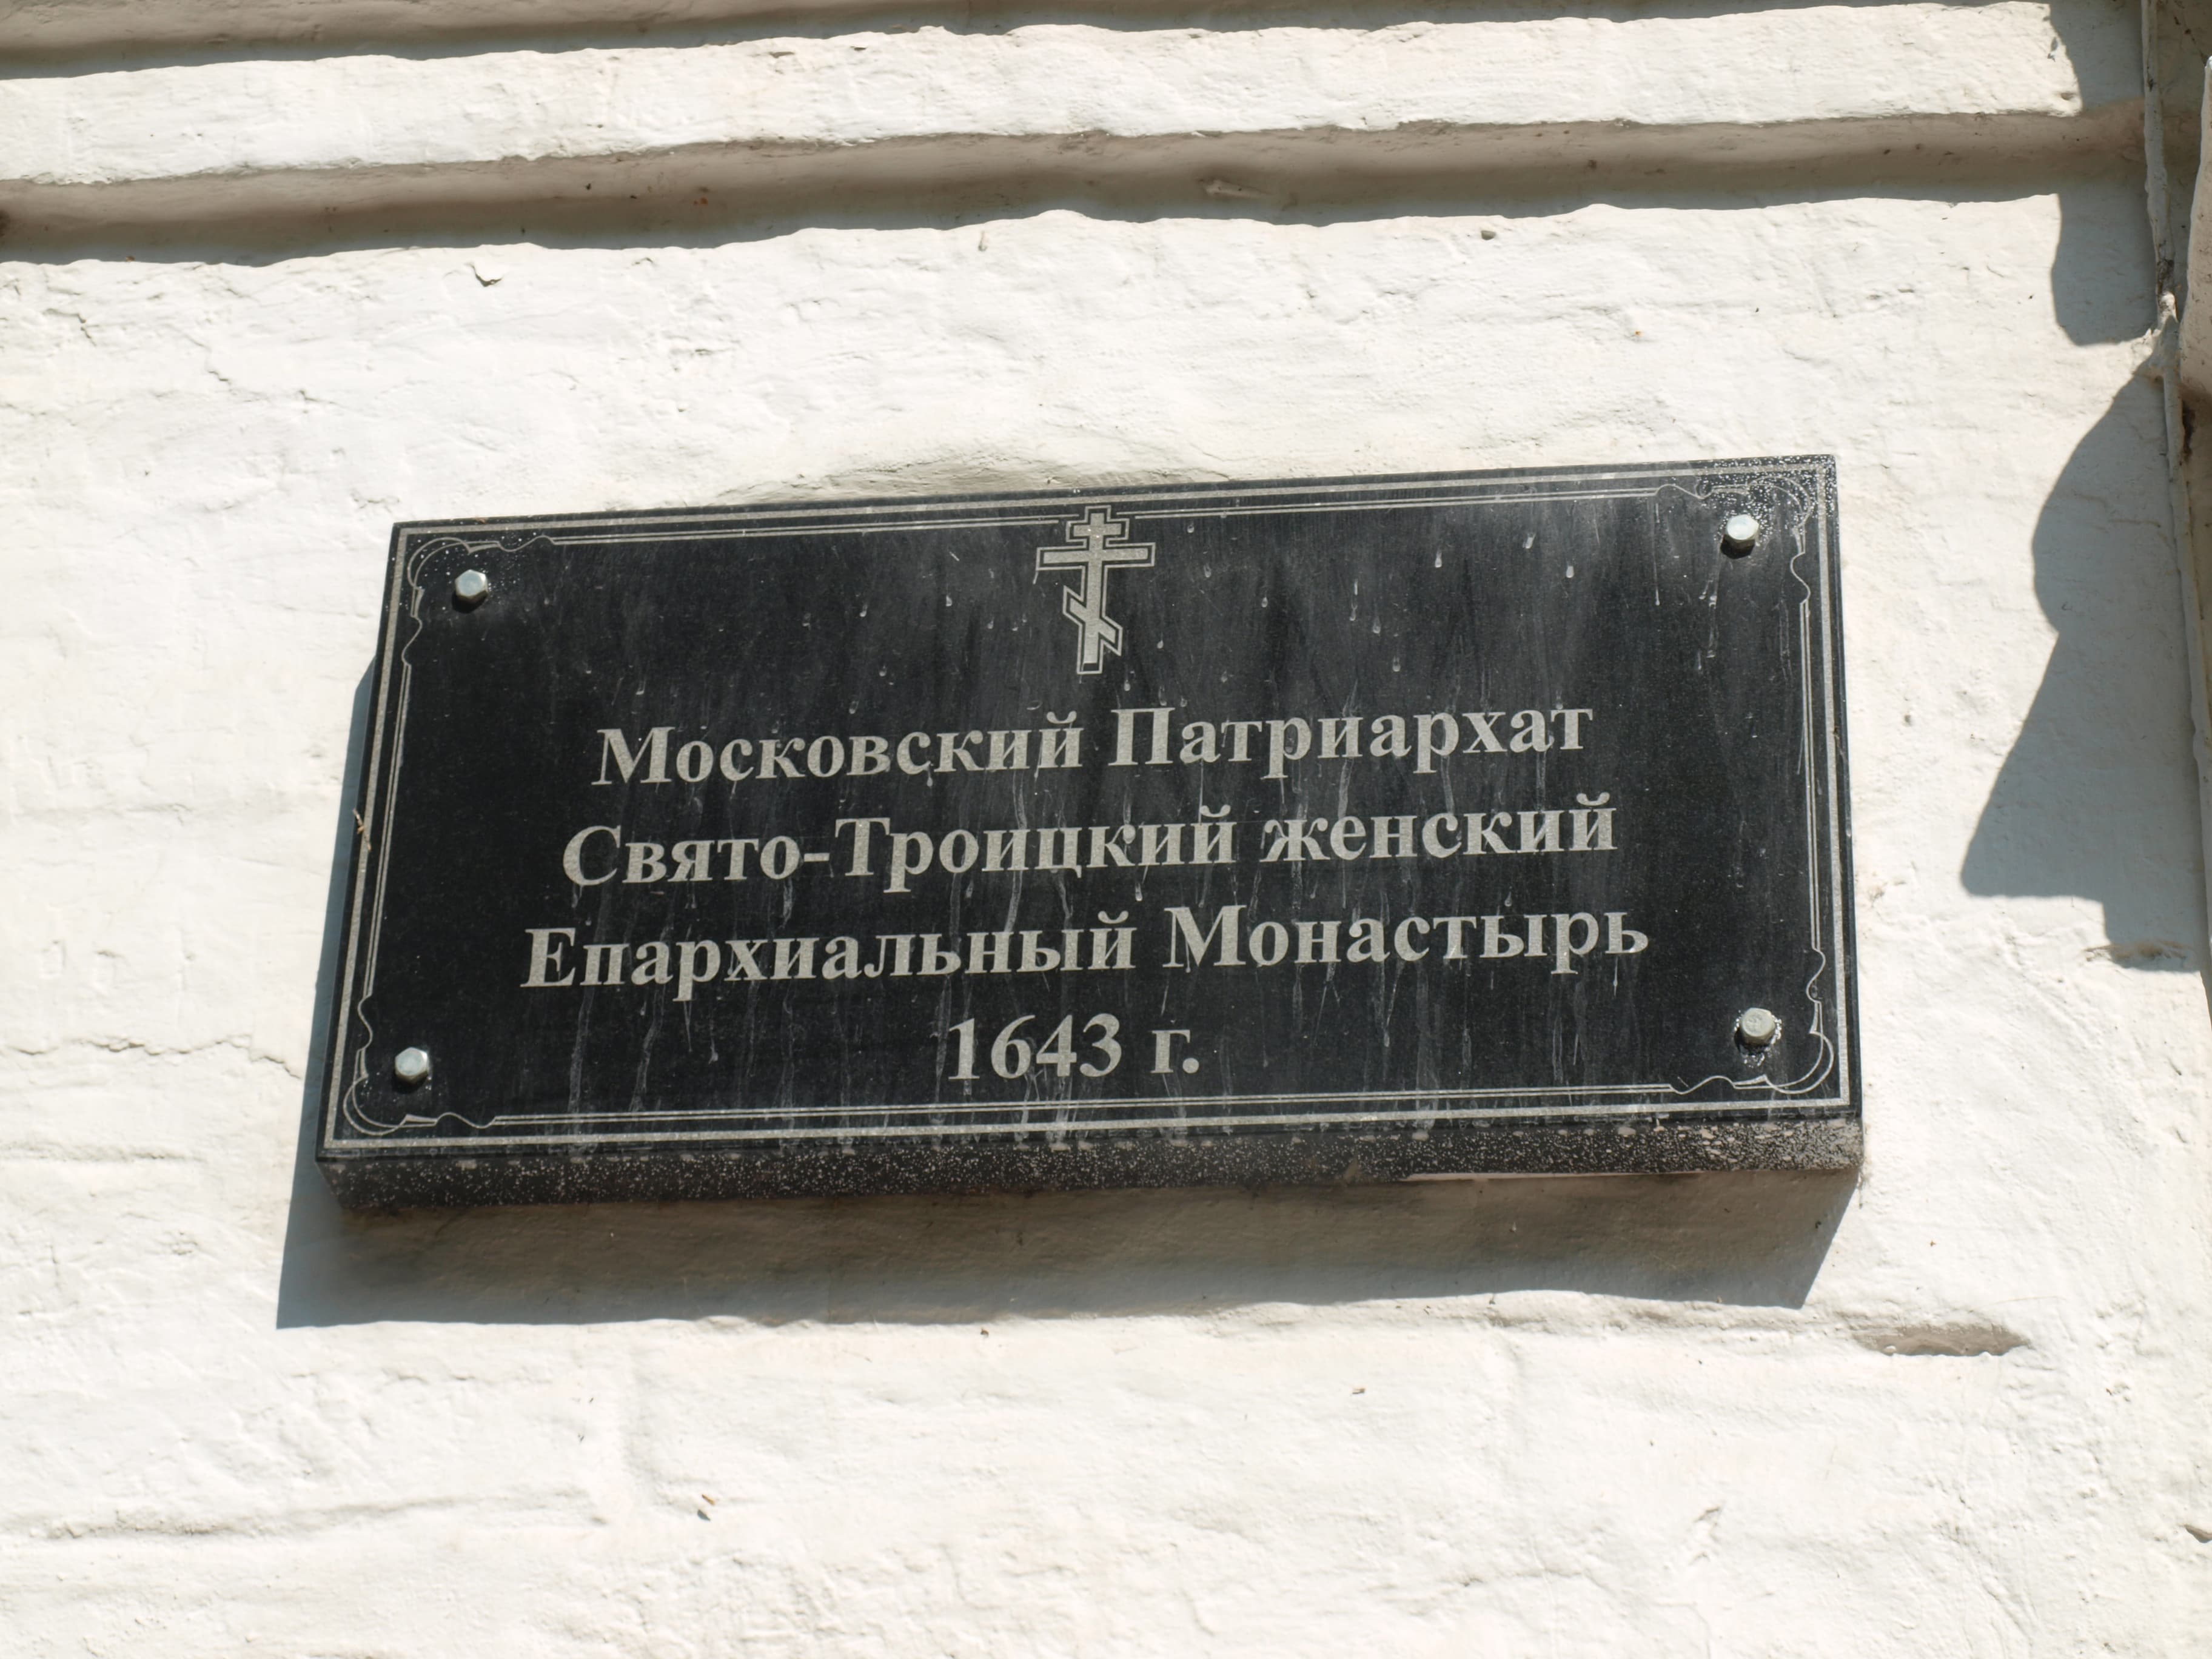 Московский Патриархат
Свято-Троицкий женский
Епархиальный Монастырь
1643 г.